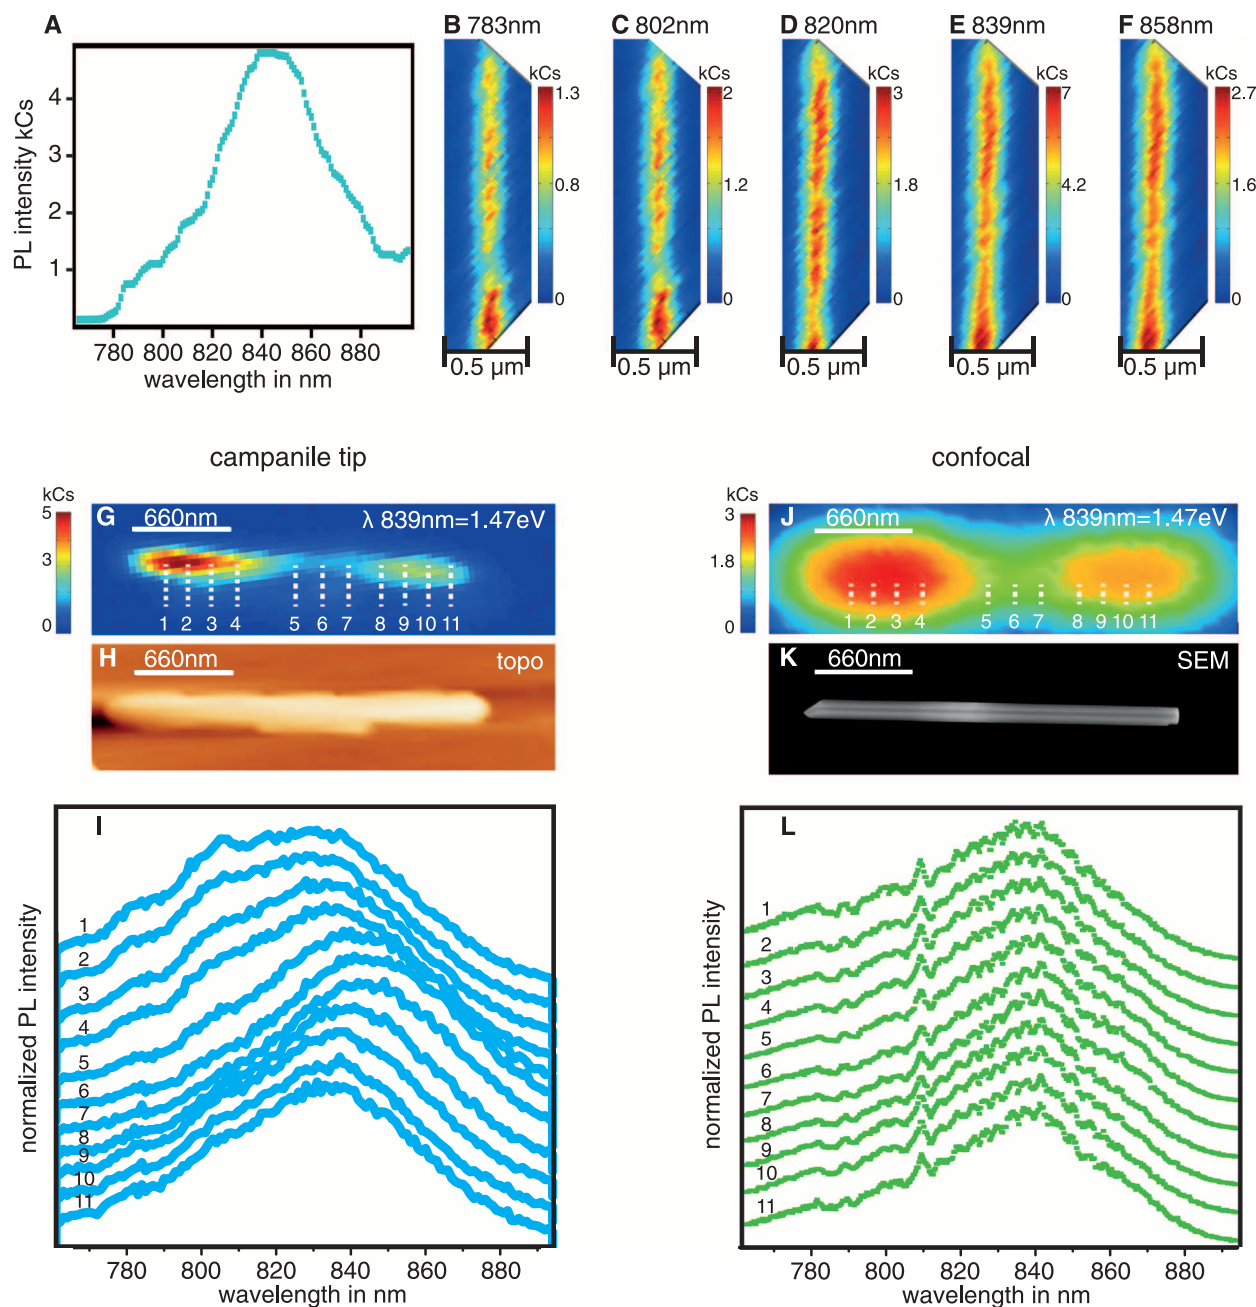 A
B 783nm
C 802nm
D 820nm
E 839nm
F 858nm
PL intensity kCs
4
3
2
1
780 800 820 840 860 880
wavelength in nm
kCs
1.3
0.8
0
0.5 µm
kCs
2
1.2
0
0.5 µm
kCs
3
1.8
0
0.5 µm
kCs
7
4.2
0
0.5 µm
kCs
2.7
1.6
0
0.5 µm
campanile tip
confocal
kCs
5
3
0
G
660nm
λ 839nm=1.47eV
1 2 3 4 5 6 7 8 9 10 11
kCs
3
1.8
0
J
660nm
λ 839nm=1.47eV
1 2 3 4 5 6 7 8 9 10 11
H
660nm
topo
K
660nm
SEM
I
normalized PL intensity
1
2
3
4
5
6
7
8
9
10
11
780 800 820 840 860 880
wavelength in nm
L
normalized PL intensity
1
2
3
4
5
6
7
8
9
10
11
780 800 820 840 860 880
wavelength in nm